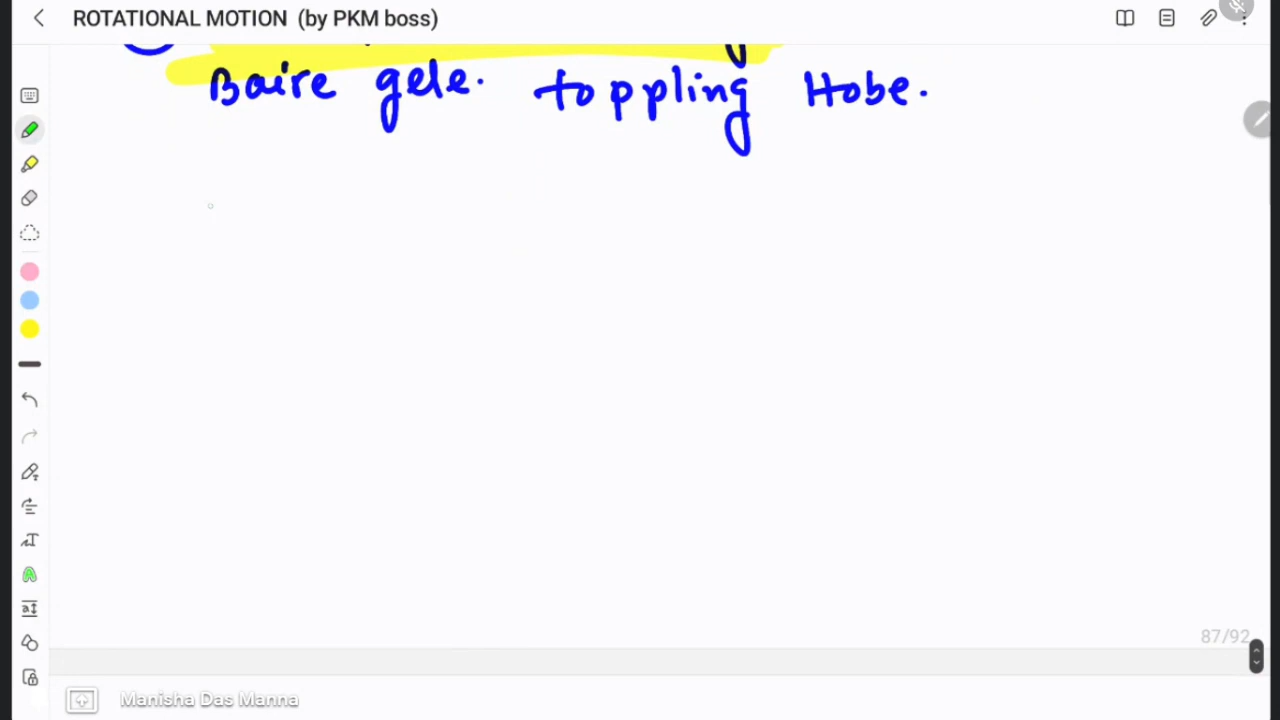 ROTATIONAL MOTION (by PKM boss)
Baire gele. toppling Hobe.
87/92
Manisha Das Manna